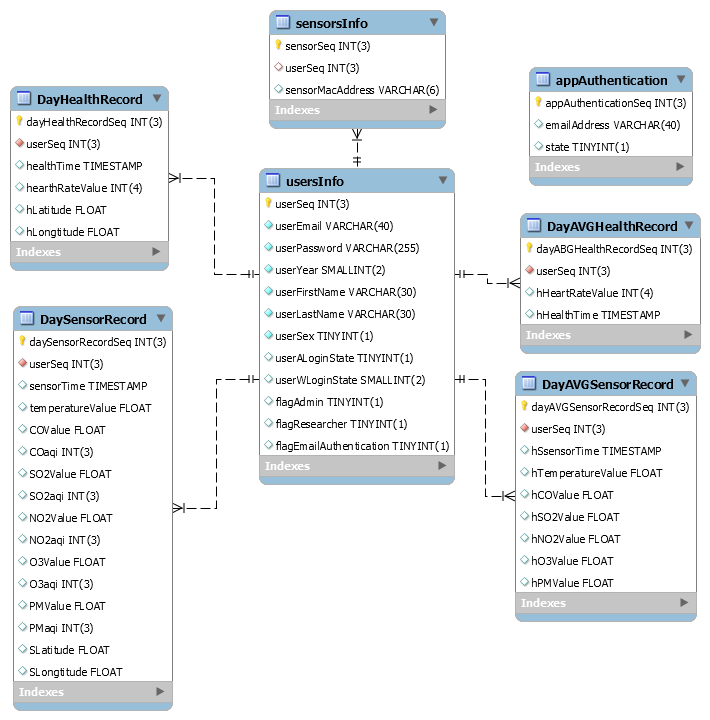 sensorsInfo
sensorSeq INT(3)
userSeq INT(3)
sensorMacAddress VARCHAR(6)
Indexes
DayHealthRecord
dayHealthRecordSeq INT(3)
userSeq INT(3)
healthTime TIMESTAMP
hearthRateValue INT(4)
hLatitude FLOAT
hLongtitude FLOAT
Indexes
appAuthentication
appAuthenticationSeq INT(3)
emailAddress VARCHAR(40)
state TINYINT(1)
Indexes
usersInfo
userSeq INT(3)
userEmail VARCHAR(40)
userPassword VARCHAR(255)
userYear SMALLINT(2)
userFirstName VARCHAR(30)
userLastName VARCHAR(30)
userSex TINYINT(1)
userALoginState TINYINT(1)
userWLoginState SMALLINT(2)
flagAdmin TINYINT(1)
flagResearcher TINYINT(1)
flagEmailAuthentication TINYINT(1)
Indexes
DayAVGHealthRecord
dayABGHealthRecordSeq INT(3)
userSeq INT(3)
hHeartRateValue INT(4)
hHealthTime TIMESTAMP
Indexes
DaySensorRecord
daySensorRecordSeq INT(3)
userSeq INT(3)
sensorTime TIMESTAMP
temperatureValue FLOAT
COValue FLOAT
COaqi INT(3)
SO2Value FLOAT
SO2aqi INT(3)
NO2Value FLOAT
NO2aqi INT(3)
O3Value FLOAT
O3aqi INT(3)
PMValue FLOAT
PMaqi INT(3)
SLatitude FLOAT
SLongtitude FLOAT
Indexes
DayAVGSensorRecord
dayAVGSensorRecordSeq INT(3)
userSeq INT(3)
hSsensorTime TIMESTAMP
hTemperatureValue FLOAT
hCOValue FLOAT
hSO2Value FLOAT
hNO2Value FLOAT
hO3Value FLOAT
hPMValue FLOAT
Indexes